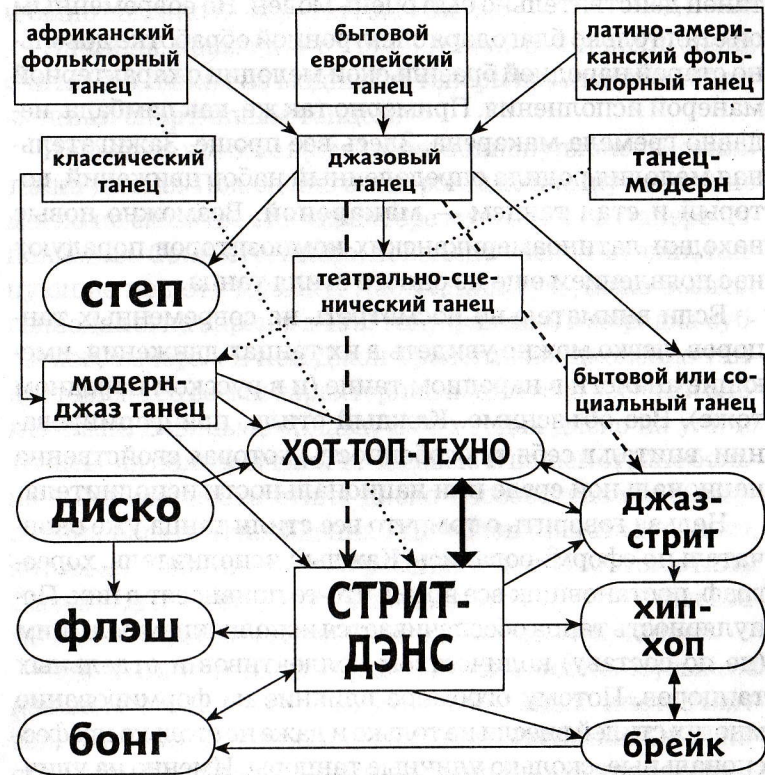 африканский
фольклорный
танец
бытовой
европейский
танец
латино-амери-
канский фоль-
клорный танец
классический
танец
джазовый
танец
танец-
модерн
степ
театрально-сце-
нический танец
модерн-
джаз танец
бытовой или со-
циальный танец
ХОТ ТОП-ТЕХНО
диско
джаз-
стрит
СТРИТ-
ДЭНС
флэш
хип-
хоп
бонг
брейк